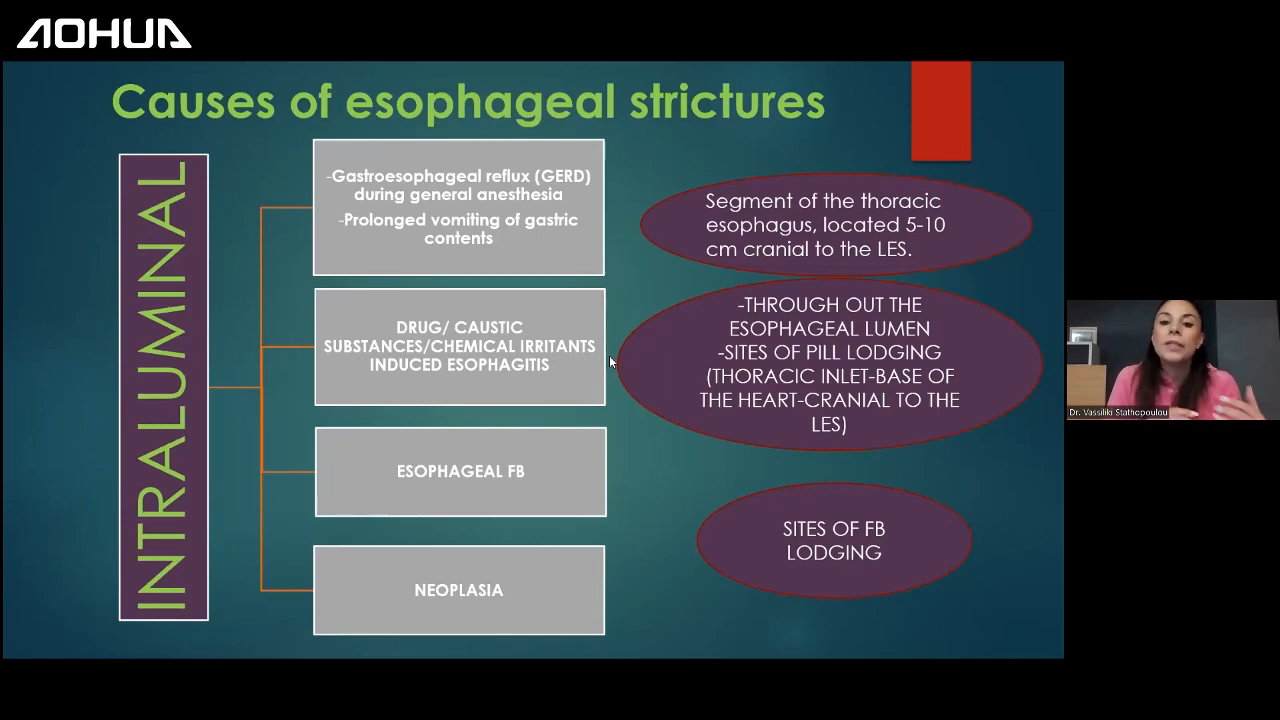 AOHUA
Causes of esophageal strictures
INTRALUMINAL
-Gastroesophageal reflux (GERD)
during general anesthesia
-Prolonged vomiting of gastric
contents
Segment of the thoracic
esophagus, located 5-10
cm cranial to the LES.
DRUG/ CAUSTIC
SUBSTANCES/CHEMICAL IRRITANTS
INDUCED ESOPHAGITIS
-THROUGH OUT THE
ESOPHAGEAL LUMEN
-SITES OF PILL LODGING
(THORACIC INLET-BASE OF
THE HEART-CRANIAL TO THE
LES)
ESOPHAGEAL FB
SITES OF FB
LODGING
NEOPLASIA
Dr. Vassiliki Stathopoulou